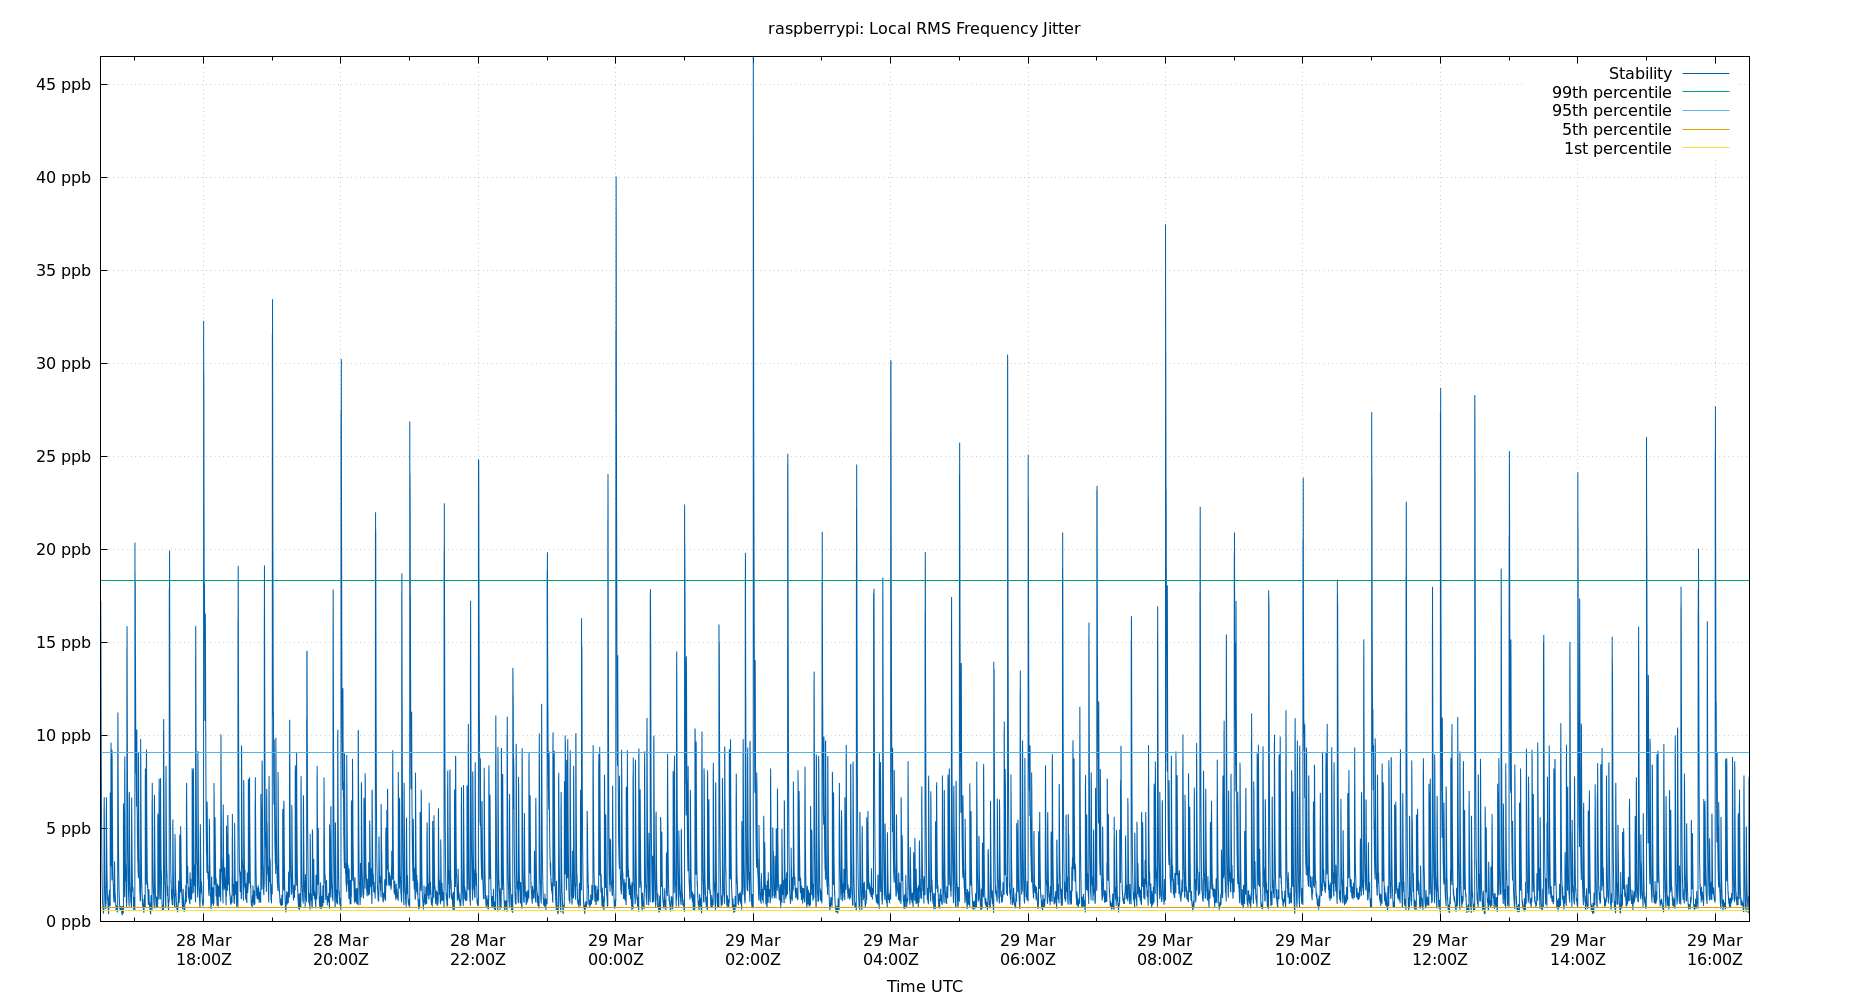 raspberrypi: Local RMS Frequency Jitter
Stability
99th percentile
95th percentile
5th percentile
1st percentile
45 ppb
40 ppb
35 ppb
30 ppb
25 ppb
20 ppb
15 ppb
10 ppb
5 ppb
0 ppb
28 Mar 28 Mar 28 Mar 29 Mar 29 Mar 29 Mar 29 Mar 29 Mar 29 Mar 29 Mar 29 Mar 29 Mar
18:00Z 20:00Z 22:00Z 00:00Z 02:00Z 04:00Z 06:00Z 08:00Z 10:00Z 12:00Z 14:00Z 16:00Z
Time UTC